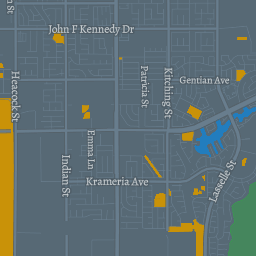 n St
John F Kennedy Dr
Heacock St
Patricia St
Kitching St
Gentian Ave
Emma Ln
Indian St
Krameria Ave
Lasselle St